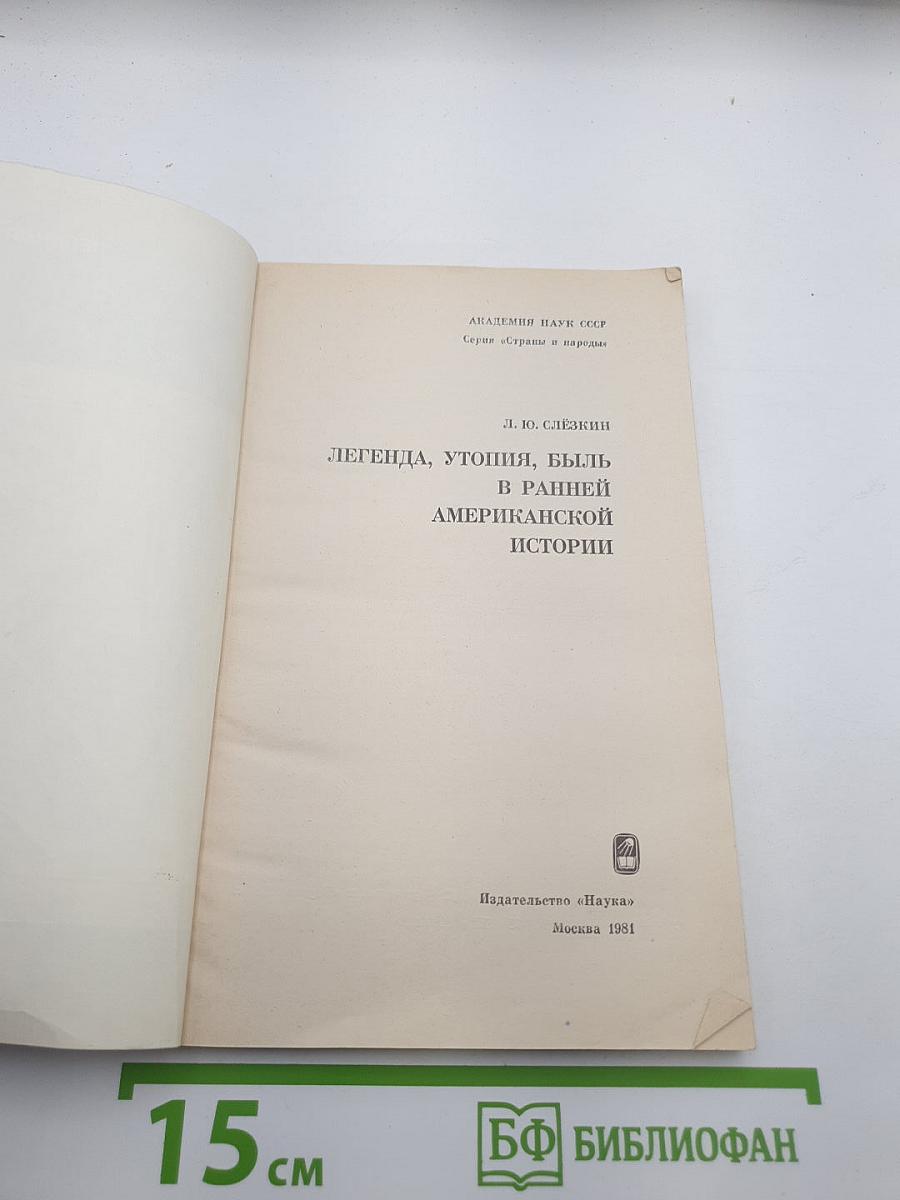 АКАДЕМИЯ НАУК СССР
Серия «Страны и народы»
Л. Ю. СЛЁЗКИН
ЛЕГЕНДА, УТОПИЯ, БЫЛЬ
В РАННЕЙ
АМЕРИКАНСКОЙ
ИСТОРИИ
Издательство «Наука»
Москва 1981
15 см
БФ БИБЛИОФАН